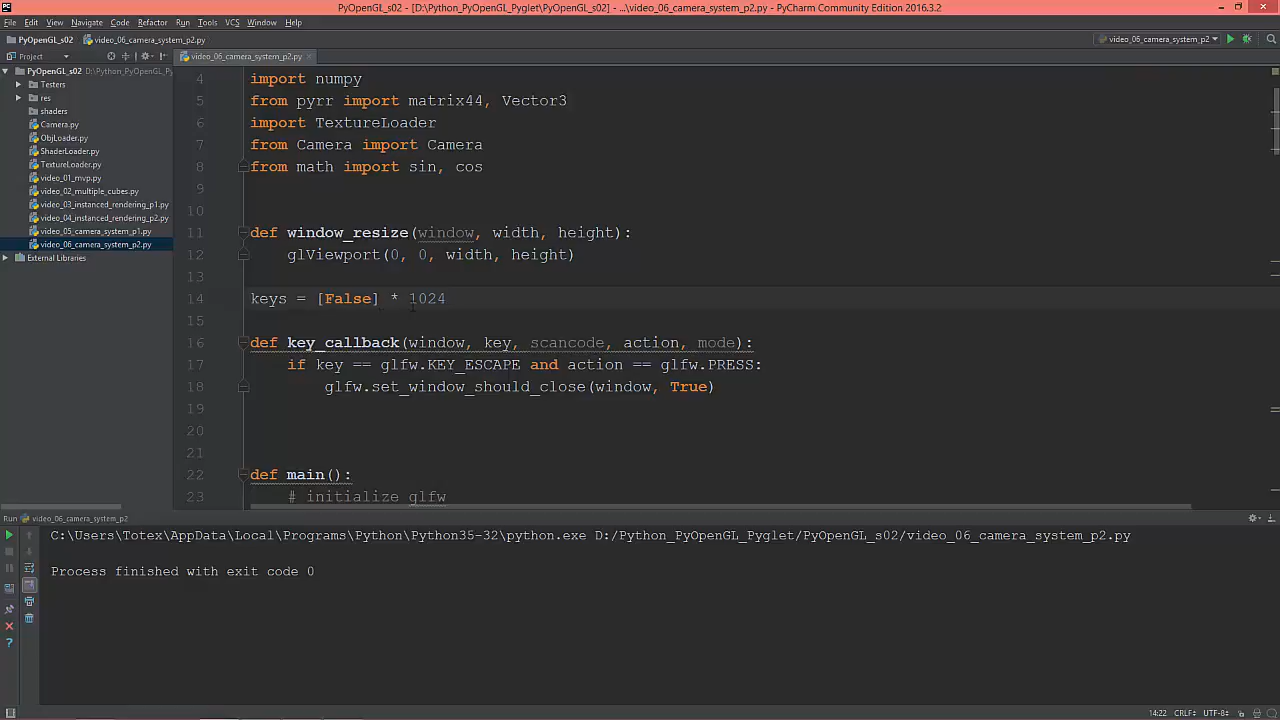 PyOpenGL_s02 - [D:\Python_PyOpenGL_Pyglet\PyOpenGL_s02] - ...\video_06_camera_system_p2.py - PyCharm Community Edition 2016.3.2
File Edit View Navigate Code Refactor Run Tools VCS Window Help
PyOpenGL_s02 video_06_camera_system_p2.py
video_06_camera_system_p2
Project
video_06_camera_system_p2.py
PyOpenGL_s02 D:\Python_PyOpenGL_Py
Testers
res
shaders
Camera.py
ObjLoader.py
ShaderLoader.py
TextureLoader.py
video_01_mvp.py
video_02_multiple_cubes.py
video_03_instanced_rendering_p1.py
video_04_instanced_rendering_p2.py
video_05_camera_system_p1.py
video_06_camera_system_p2.py
External Libraries
4 import numpy
5 from pyrr import matrix44, Vector3
6 import TextureLoader
7 from Camera import Camera
8 from math import sin, cos
9
10
11 def window_resize(window, width, height):
12 glViewport(0, 0, width, height)
13
14 keys = [False] * 1024
15
16 def key_callback(window, key, scancode, action, mode):
17 if key == glfw.KEY_ESCAPE and action == glfw.PRESS:
18 glfw.set_window_should_close(window, True)
19
20
21
22 def main():
23 # initialize glfw
Run video_06_camera_system_p2
C:\Users\Totex\AppData\Local\Programs\Python\Python35-32\python.exe D:/Python_PyOpenGL_Pyglet/PyOpenGL_s02/video_06_camera_system_p2.py
Process finished with exit code 0
14:22 CRLF÷ UTF-8÷